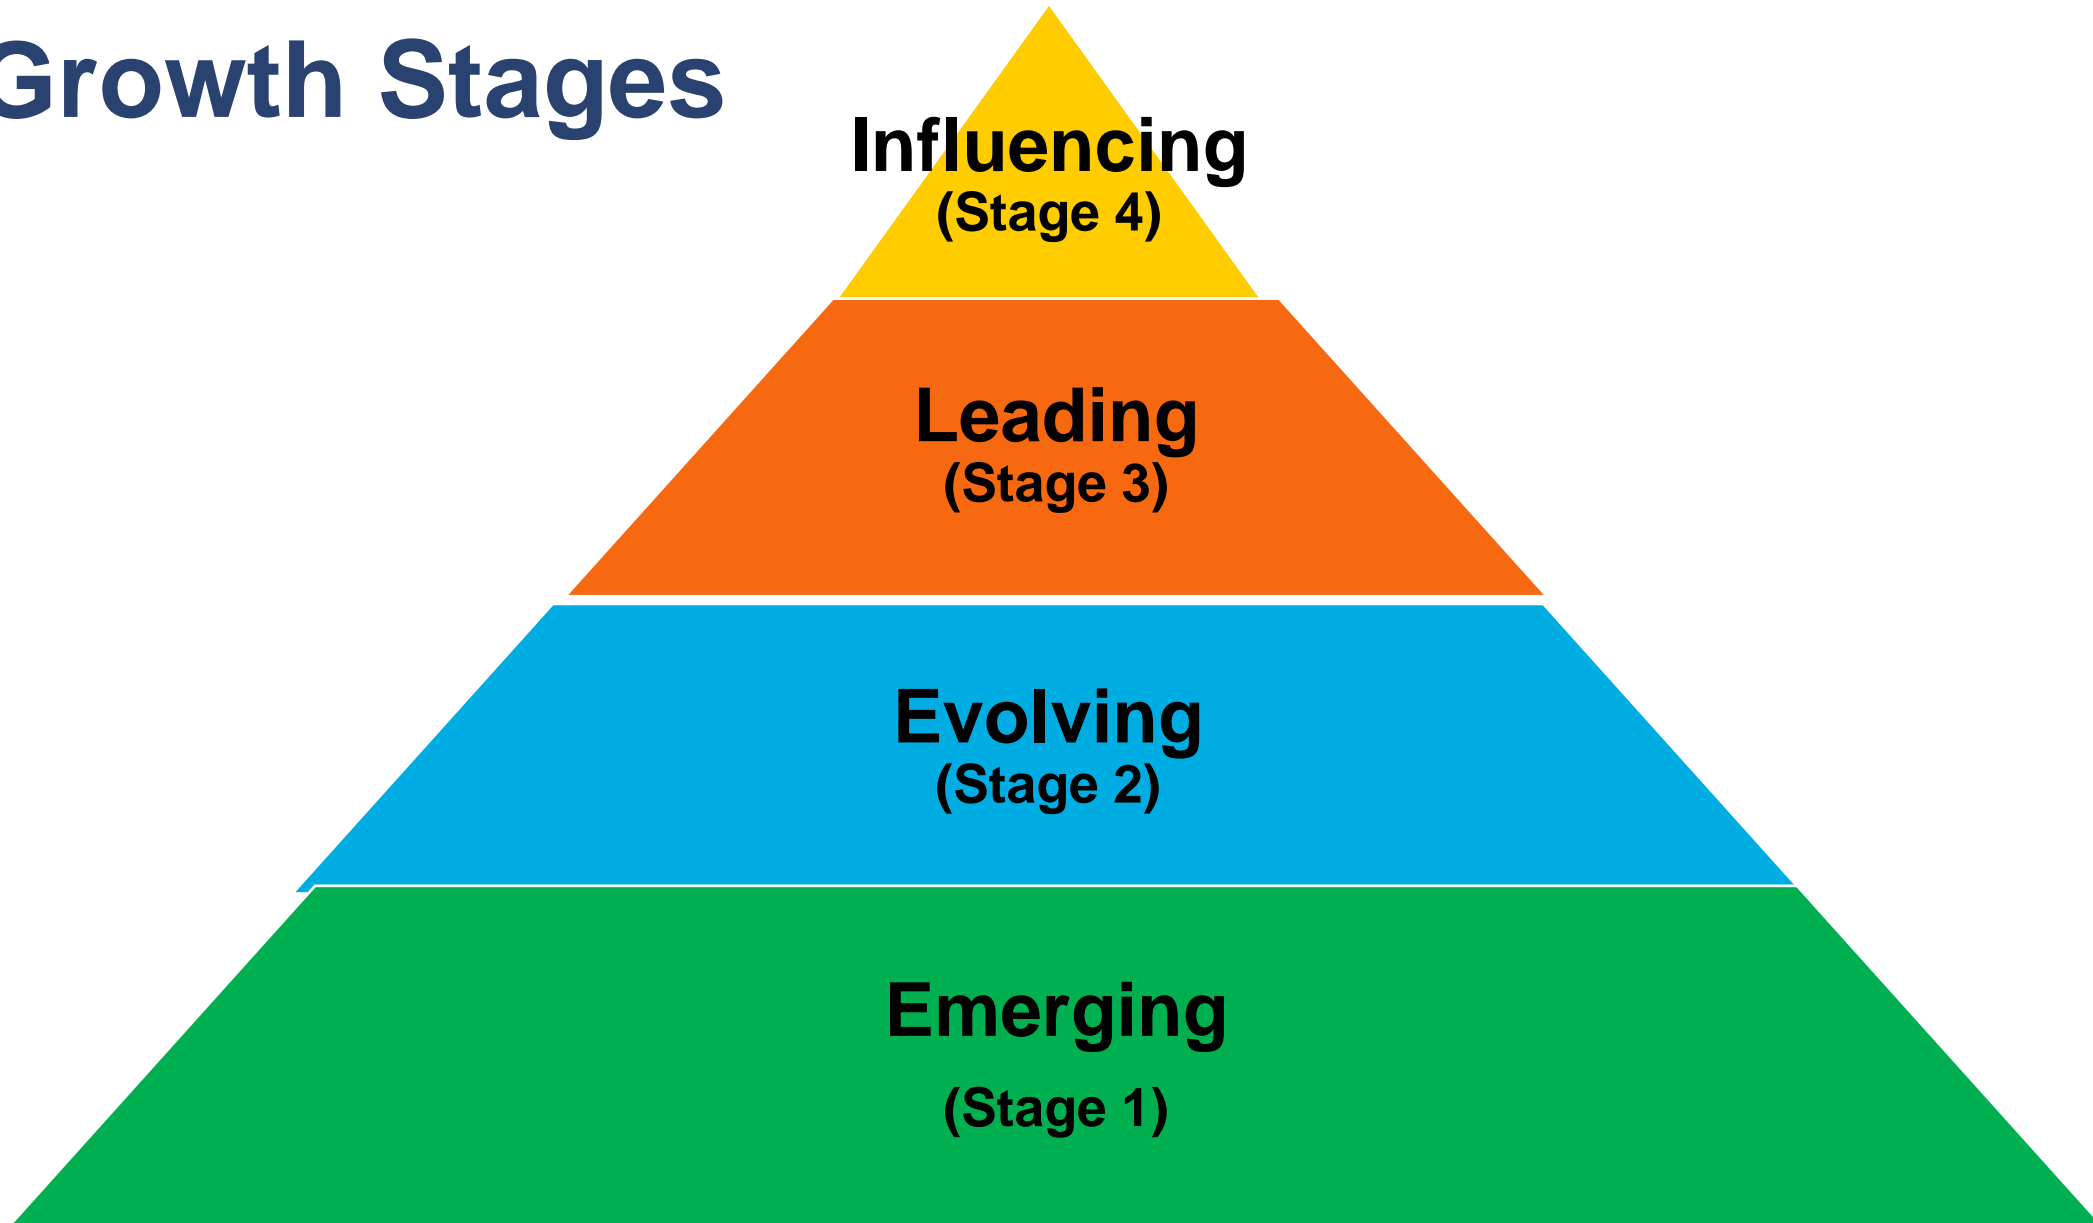 Growth Stages
Influencing
(Stage 4)
Leading
(Stage 3)
Evolving
(Stage 2)
Emerging
(Stage 1)